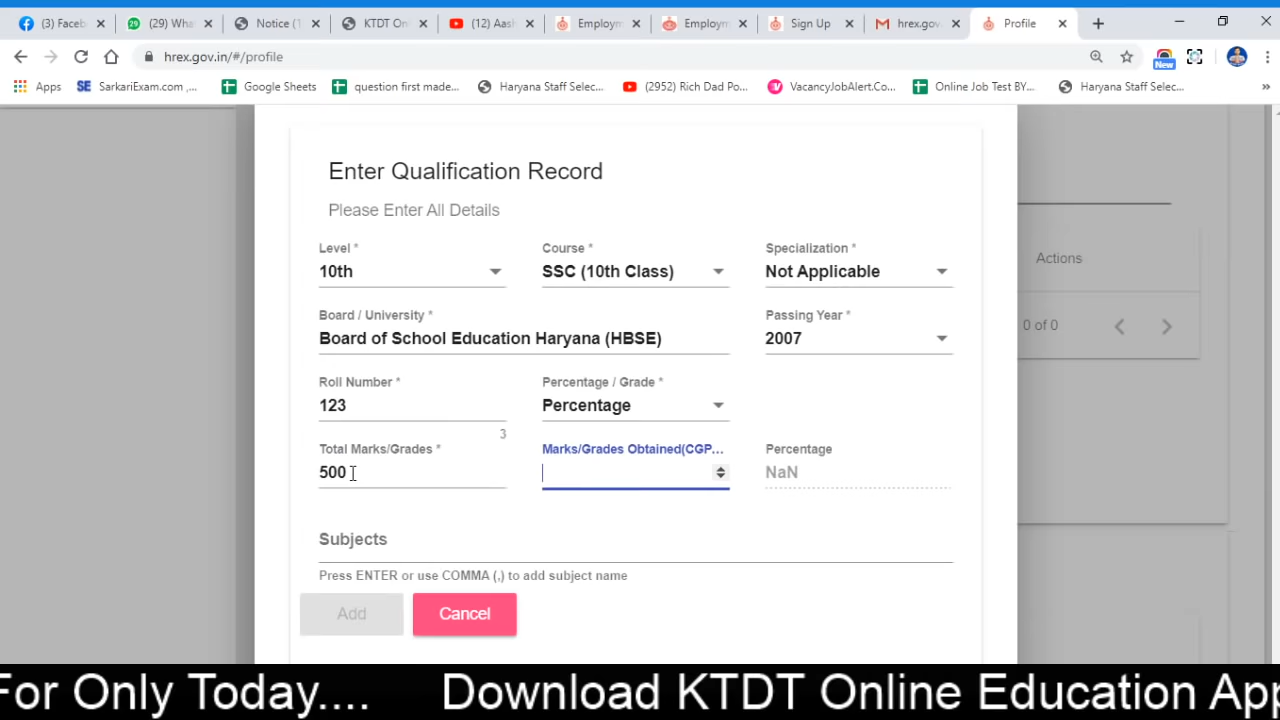 (3) Faceb
(29) Wha
Notice (1
KTDT On
(12) Aas
Employm
Employm
Sign Up
hrex.gov.
Profile
hrex.gov.in/#/profile
New
Apps
SarkariExam.com ,...
Google Sheets
question first made...
Haryana Staff Selec...
(2952) Rich Dad Po...
VacancyJobAlert.Co...
Online Job Test BY...
Haryana Staff Selec...
»
Enter Qualification Record
Please Enter All Details
Level *
Course *
Specialization *
10th
SSC (10th Class)
Not Applicable
Actions
Board / University *
Passing Year *
Board of School Education Haryana (HBSE)
2007
0 of 0
Roll Number *
Percentage / Grade *
123
Percentage
3
Total Marks/Grades *
Marks/Grades Obtained(CGP...
Percentage
500
NaN
Subjects
Press ENTER or use COMMA (,) to add subject name
Add
Cancel
For Only Today.... Download KTDT Online Education App